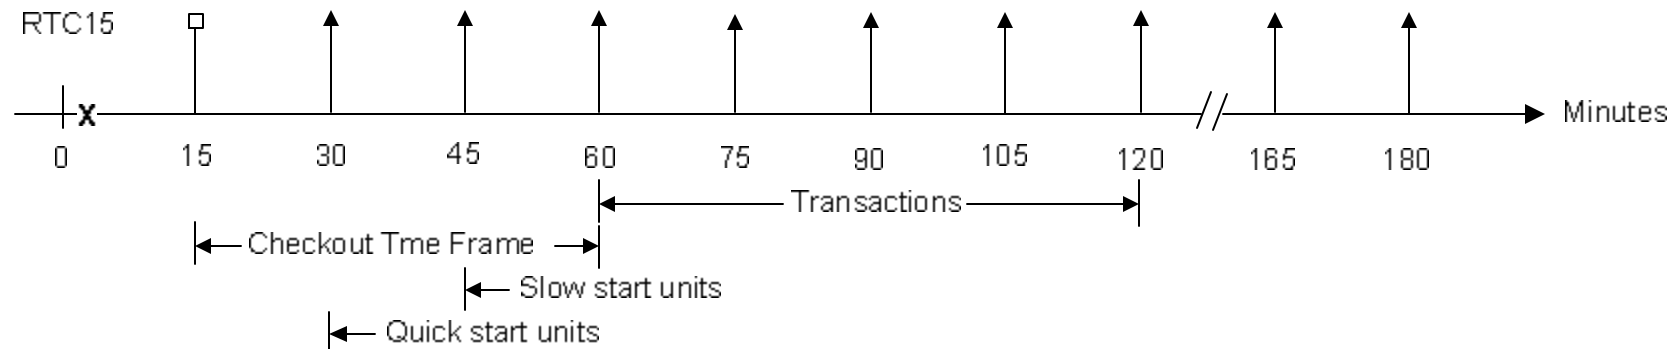 RTC15
x
Minutes
0 15 30 45 60 75 90 105 120 165 180
Transactions
Checkout Tme Frame
Slow start units
Quick start units